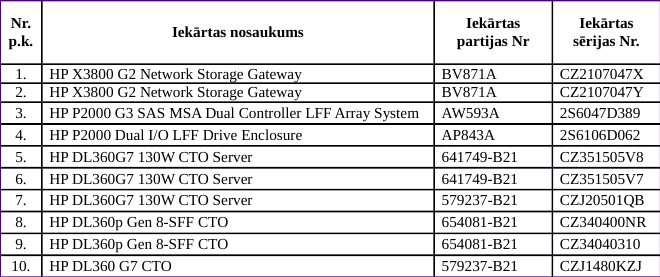 Nr. p.k. Iekārtas nosaukums Iekārtas partijas Nr Iekārtas sērijas Nr.
1. HP X3800 G2 Network Storage Gateway BV871A CZ2107047X
2. HP X3800 G2 Network Storage Gateway BV871A CZ2107047Y
3. HP P2000 G3 SAS MSA Dual Controller LFF Array System AW593A 2S6047D389
4. HP P2000 Dual I/O LFF Drive Enclosure AP843A 2S6106D062
5. HP DL360G7 130W CTO Server 641749-B21 CZ351505V8
6. HP DL360G7 130W CTO Server 641749-B21 CZ351505V7
7. HP DL360G7 130W CTO Server 579237-B21 CZJ20501QB
8. HP DL360p Gen 8-SFF CTO 654081-B21 CZ340400NR
9. HP DL360p Gen 8-SFF CTO 654081-B21 CZ34040310
10. HP DL360 G7 CTO 579237-B21 CZJ1480KZJ